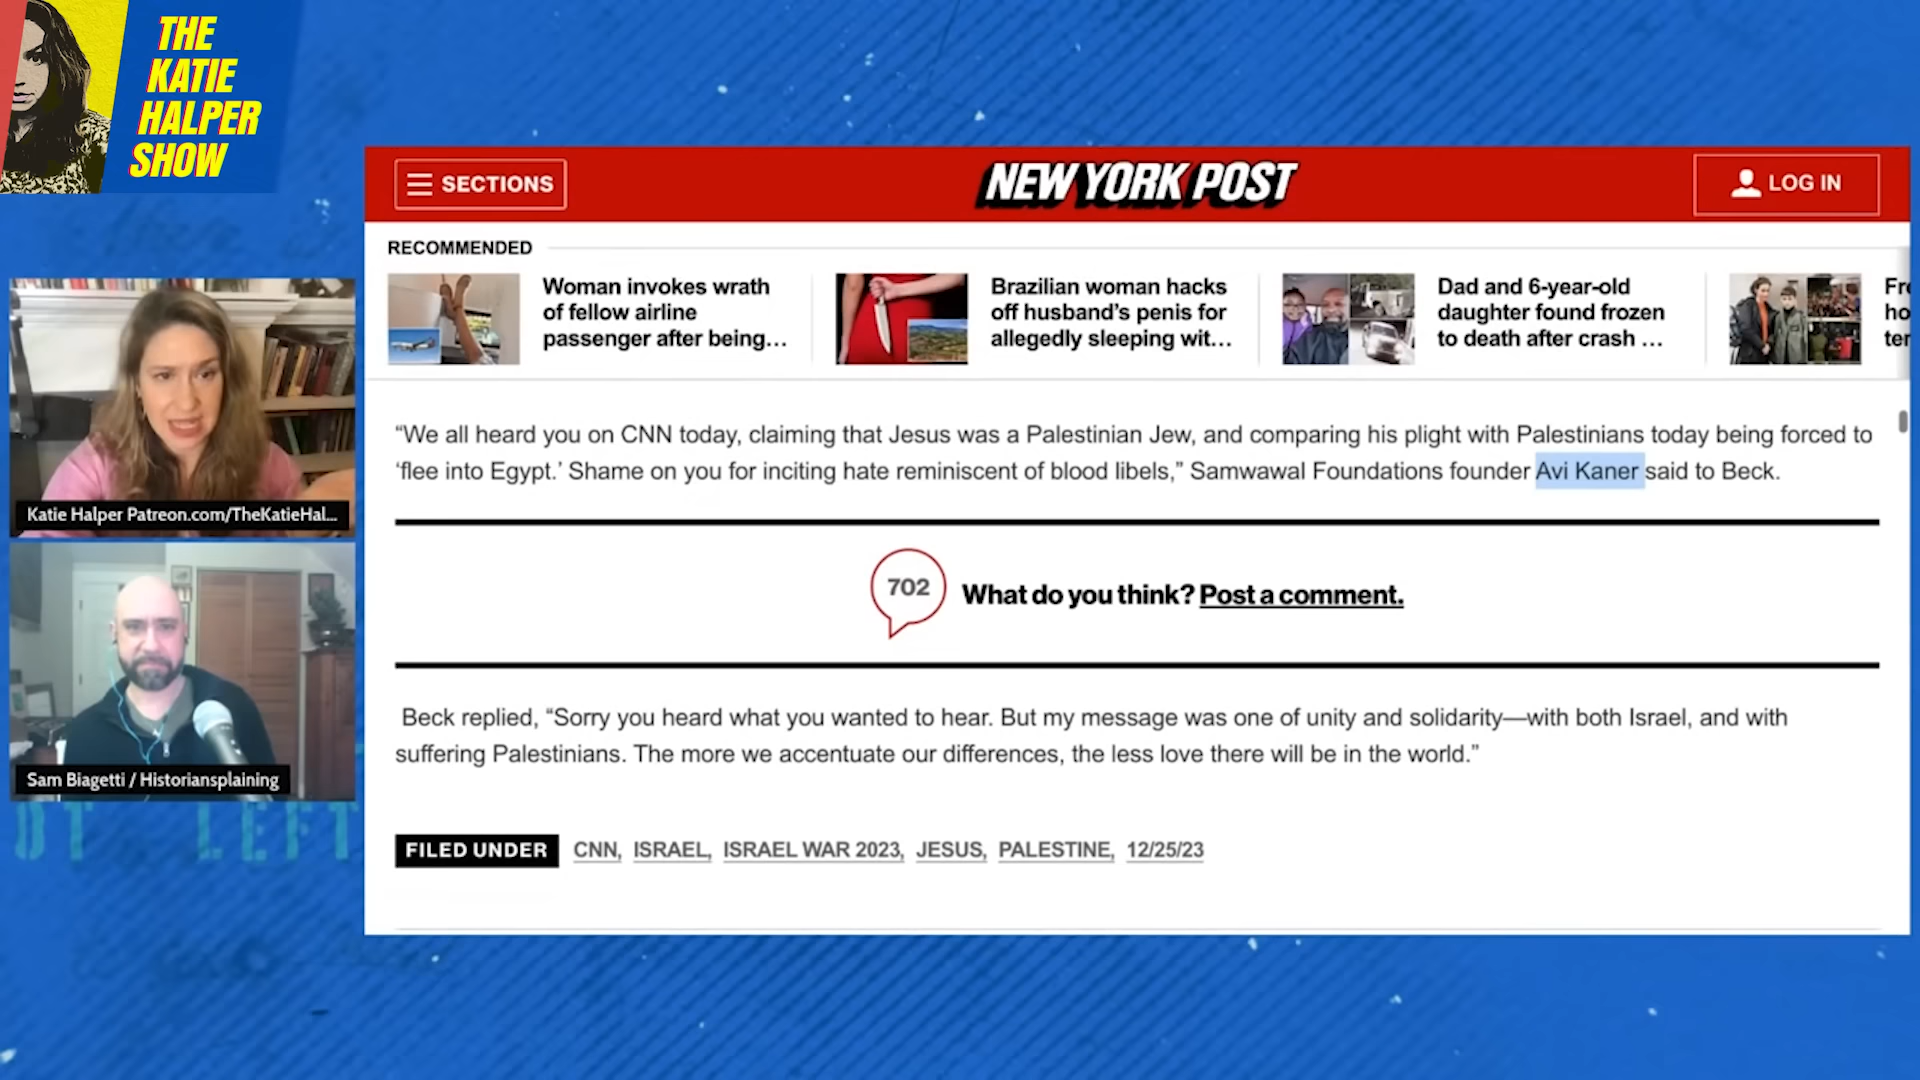 THE
KATIE
HALPER
SHOW
SECTIONS
NEW YORK POST
LOG IN
RECOMMENDED
Woman invokes wrath
of fellow airline
passenger after being...
Brazilian woman hacks
off husband’s penis for
allegedly sleeping wit...
Dad and 6-year-old
daughter found frozen
to death after crash ...
“We all heard you on CNN today, claiming that Jesus was a Palestinian Jew, and comparing his plight with Palestinians today being forced to
‘flee into Egypt.’ Shame on you for inciting hate reminiscent of blood libels,” Samwawal Foundations founder Avi Kaner said to Beck.
702
What do you think? Post a comment.
Beck replied, “Sorry you heard what you wanted to hear. But my message was one of unity and solidarity—with both Israel, and with
suffering Palestinians. The more we accentuate our differences, the less love there will be in the world.”
FILED UNDER CNN, ISRAEL, ISRAEL WAR 2023, JESUS, PALESTINE, 12/25/23
Katie Halper Patreon.com/TheKatieHal...
Sam Biagetti / Historiansplaining
LEFT